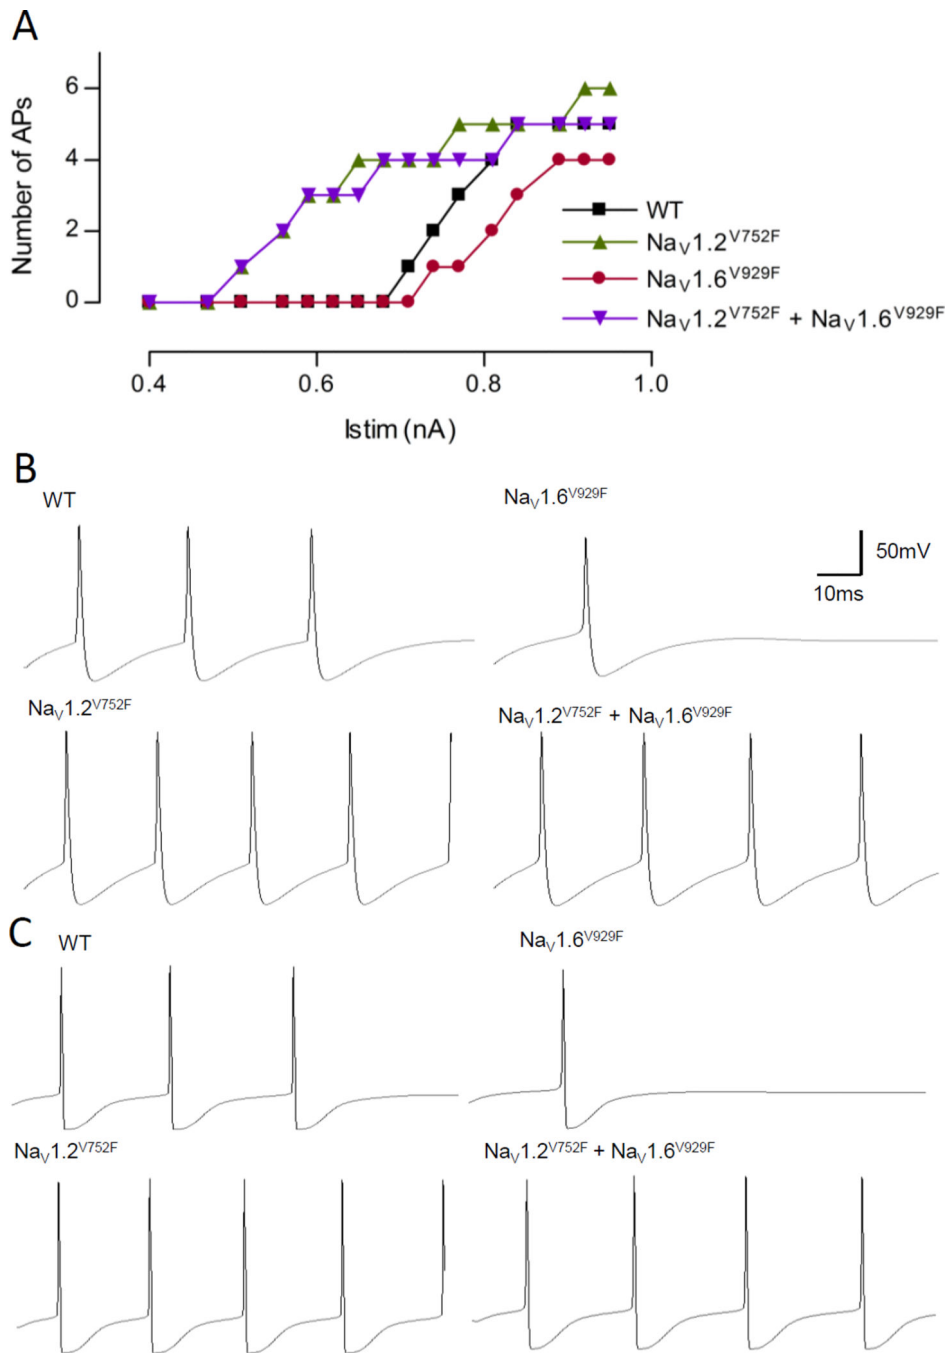 A
Number of APs
6
4
2
0
0.4 0.6 0.8 1.0
Istim (nA)
WT
NaV1.2V752F
NaV1.6V929F
NaV1.2V752F + NaV1.6V929F
B
WT
NaV1.6V929F
50mV
10ms
NaV1.2V752F
NaV1.2V752F + NaV1.6V929F
C
WT
NaV1.6V929F
NaV1.2V752F
NaV1.2V752F + NaV1.6V929F